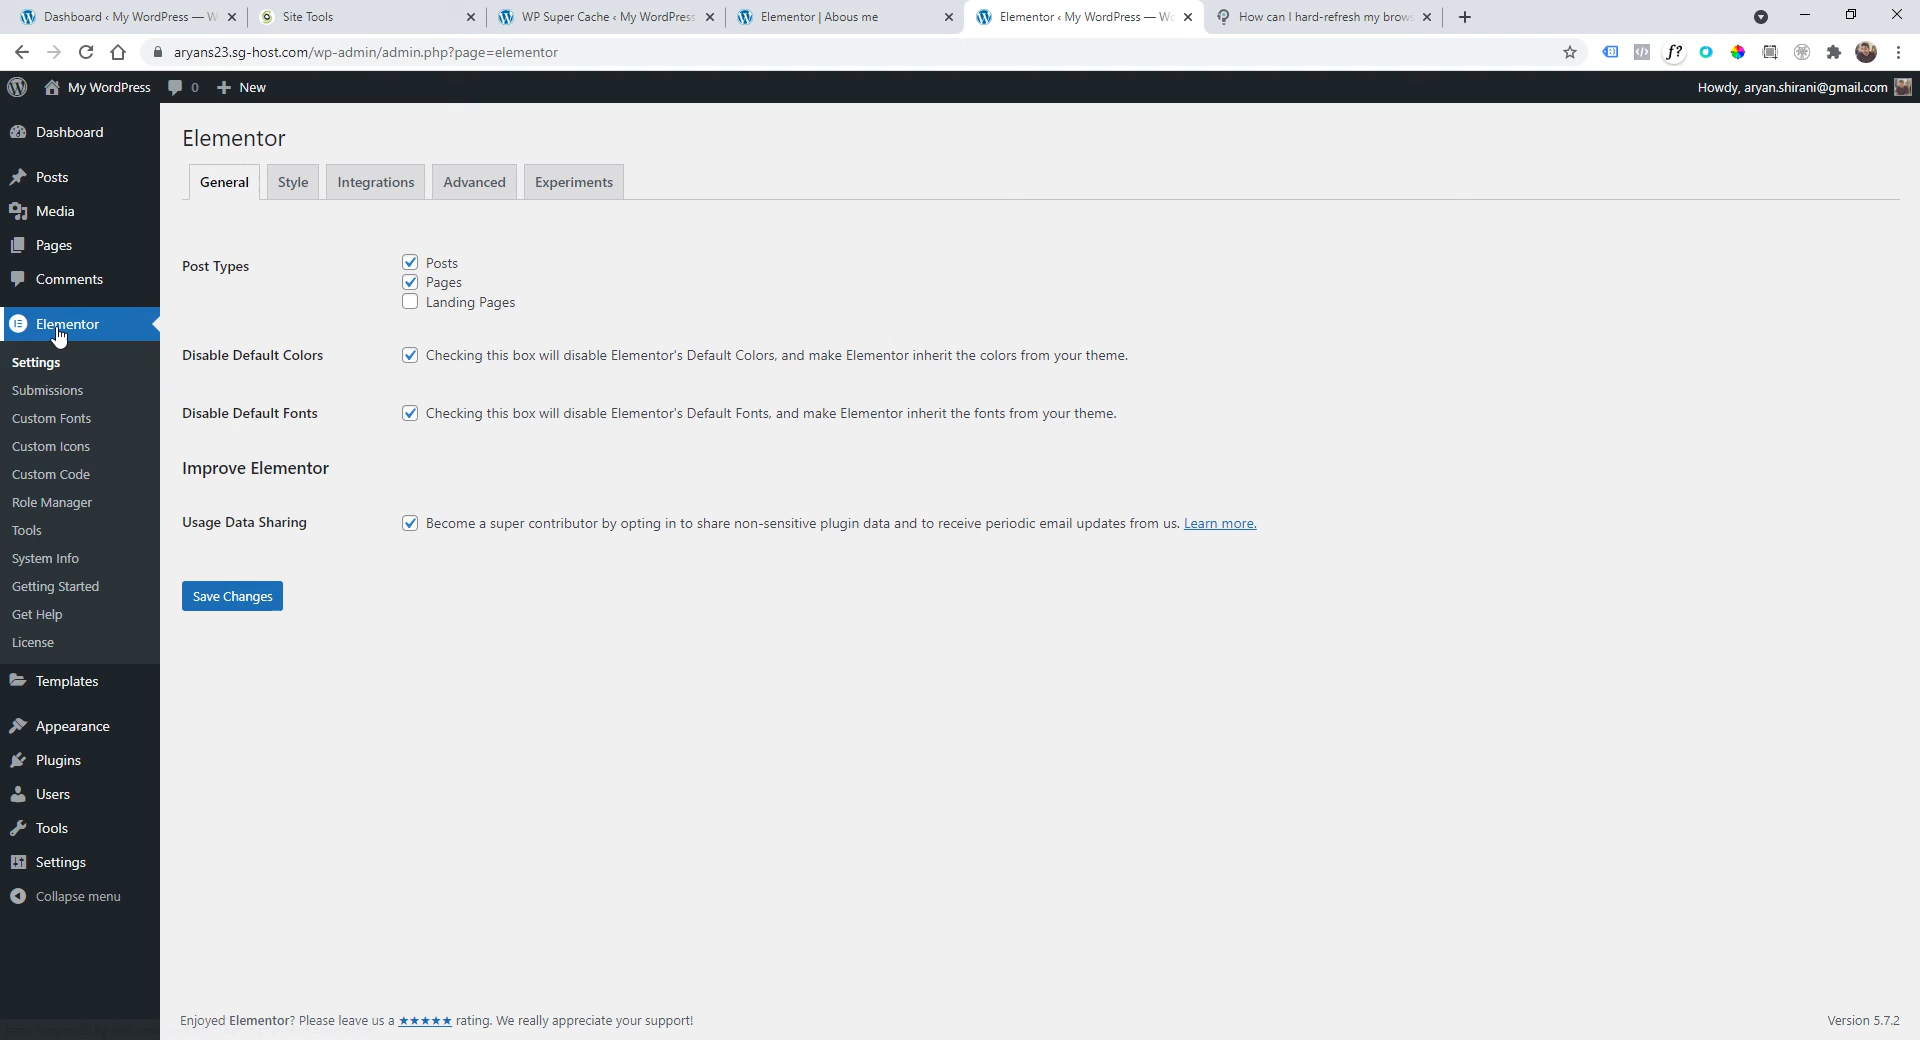 Dashboard ‹ My WordPress — W
Site Tools
WP Super Cache ‹ My WordPress
Elementor | Abous me
Elementor ‹ My WordPress — Wo
How can I hard-refresh my brows
aryans23.sg-host.com/wp-admin/admin.php?page=elementor
f?
My WordPress
0
New
Howdy, aryan.shirani@gmail.com
Dashboard
Posts
Media
Pages
Comments
Elementor
Settings
Submissions
Custom Fonts
Custom Icons
Custom Code
Role Manager
Tools
System Info
Getting Started
Get Help
License
Templates
Appearance
Plugins
Users
Tools
Settings
Collapse menu
Elementor
General
Style
Integrations
Advanced
Experiments
Post Types
Posts
Pages
Landing Pages
Disable Default Colors
Checking this box will disable Elementor's Default Colors, and make Elementor inherit the colors from your theme.
Disable Default Fonts
Checking this box will disable Elementor's Default Fonts, and make Elementor inherit the fonts from your theme.
Improve Elementor
Usage Data Sharing
Become a super contributor by opting in to share non-sensitive plugin data and to receive periodic email updates from us. Learn more.
Save Changes
Enjoyed Elementor? Please leave us a ★★★★★ rating. We really appreciate your support!
Version 5.7.2